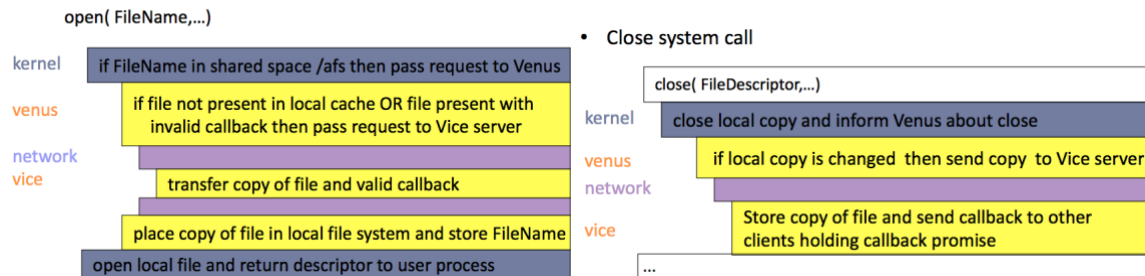 open( FileName,...)
kernel
if FileName in shared space /afs then pass request to Venus
venus
if file not present in local cache OR file present with
invalid callback then pass request to Vice server
network
vice
transfer copy of file and valid callback
place copy of file in local file system and store FileName
open local file and return descriptor to user process
• Close system call
close( FileDescriptor,...)
kernel
close local copy and inform Venus about close
venus
if local copy is changed then send copy to Vice server
network
vice
Store copy of file and send callback to other
clients holding callback promise
...